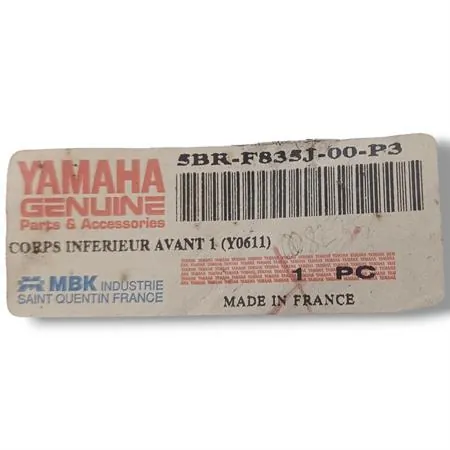 5BR-F835J-00-P3
YAMAHA
GENUINE
Parts & Accessories
CORPS INFERIEUR AVANT 1 (Y0611)
1 PC
MBK INDUSTRIE
SAINT QUENTIN FRANCE
MADE IN FRANCE